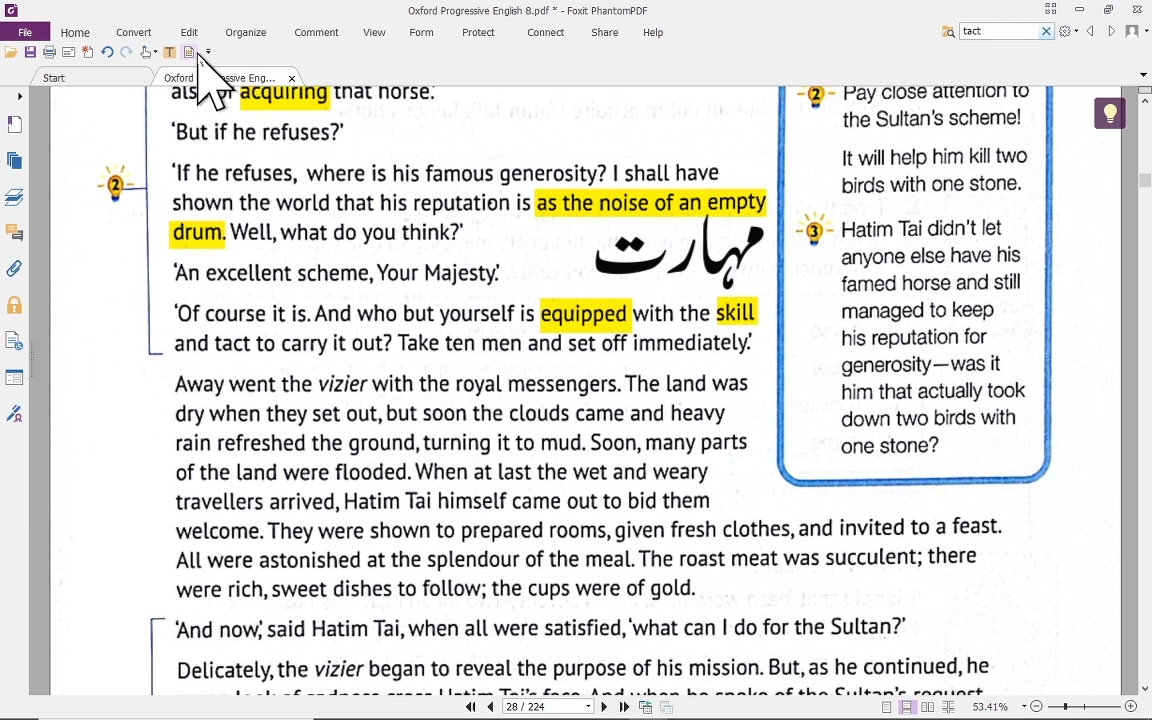 Oxford Progressive English 8.pdf * - Foxit PhantomPDF
File Home Convert Edit Organize Comment View Form Protect Connect Share Help
tact
Start
Oxford ssive Eng...
acquiring that horse.’
‘But if he refuses?’
‘If he refuses, where is his famous generosity? I shall have
shown the world that his reputation is as the noise of an empty
drum. Well, what do you think?’
مہارت
‘An excellent scheme, Your Majesty.’
‘Of course it is. And who but yourself is equipped with the skill
and tact to carry it out? Take ten men and set off immediately.’
Away went the vizier with the royal messengers. The land was
dry when they set out, but soon the clouds came and heavy
rain refreshed the ground, turning it to mud. Soon, many parts
of the land were flooded. When at last the wet and weary
travellers arrived, Hatim Tai himself came out to bid them
welcome. They were shown to prepared rooms, given fresh clothes, and invited to a feast.
All were astonished at the splendour of the meal. The roast meat was succulent; there
were rich, sweet dishes to follow; the cups were of gold.
‘And now,’ said Hatim Tai, when all were satisfied, ‘what can I do for the Sultan?’
Delicately, the vizier began to reveal the purpose of his mission. But, as he continued, he
2
2
Pay close attention to
the Sultan’s scheme!
It will help him kill two
birds with one stone.
3
Hatim Tai didn’t let
anyone else have his
famed horse and still
managed to keep
his reputation for
generosity—was it
him that actually took
down two birds with
one stone?
28 / 224
53.41%